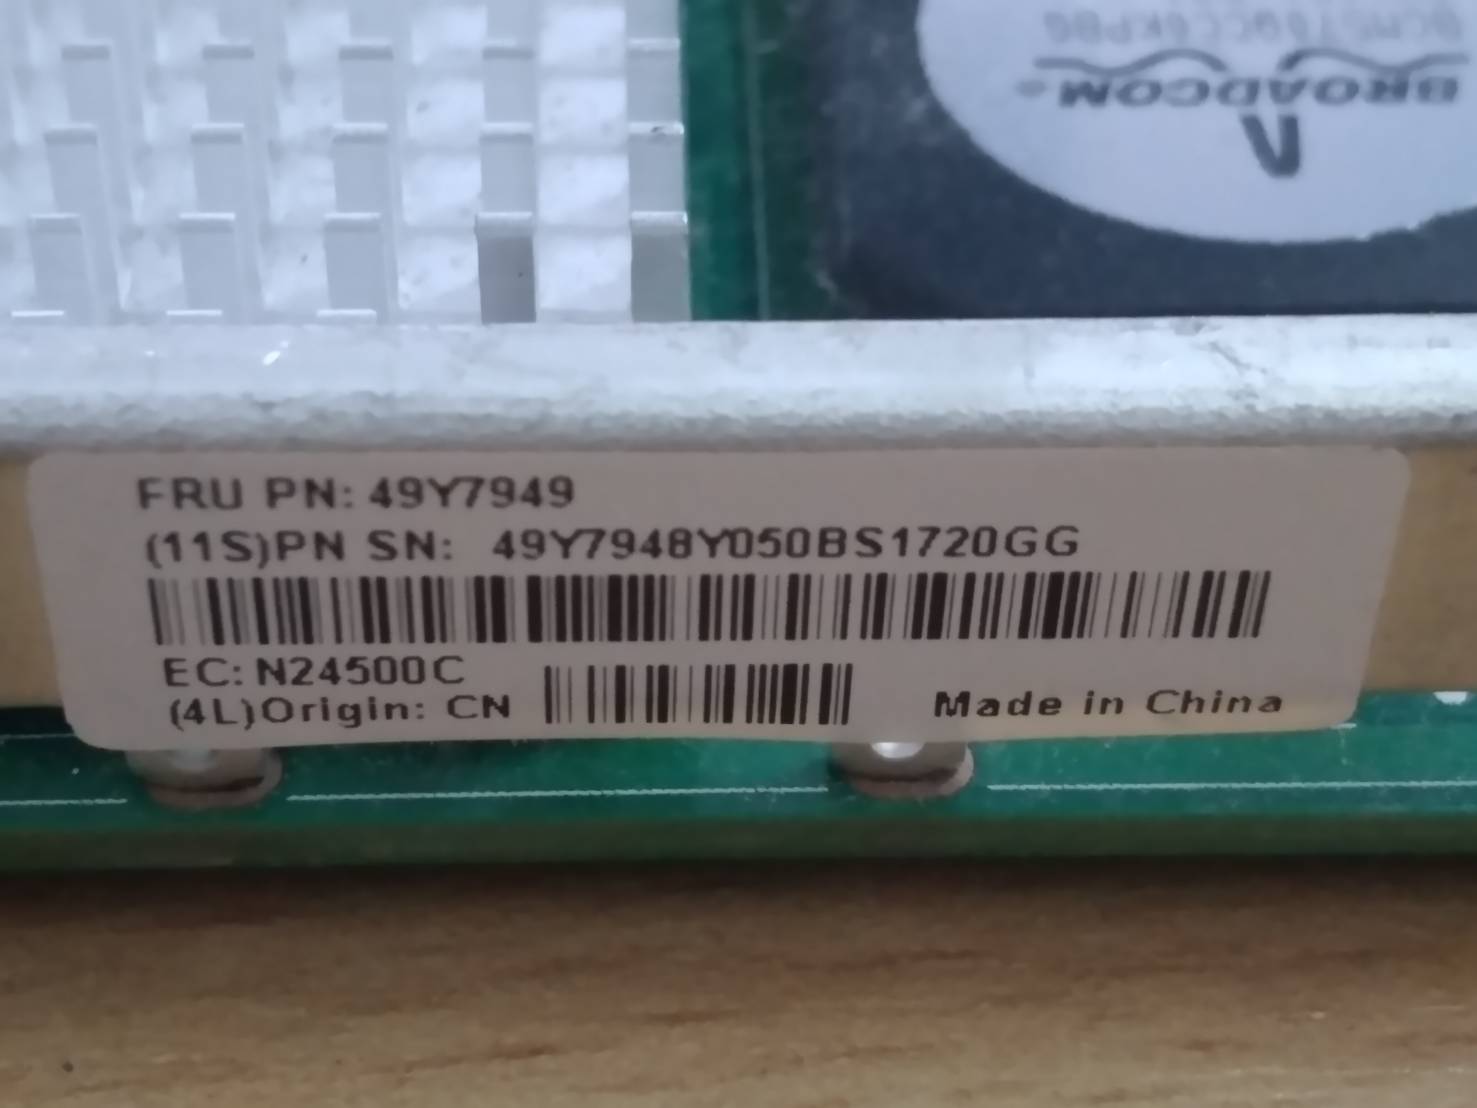 BROADCOM®
FRU PN: 49Y7949
(11S)PN SN: 49Y7948Y050BS1720GG
EC: N24500C
(4L)Origin: CN
Made in China